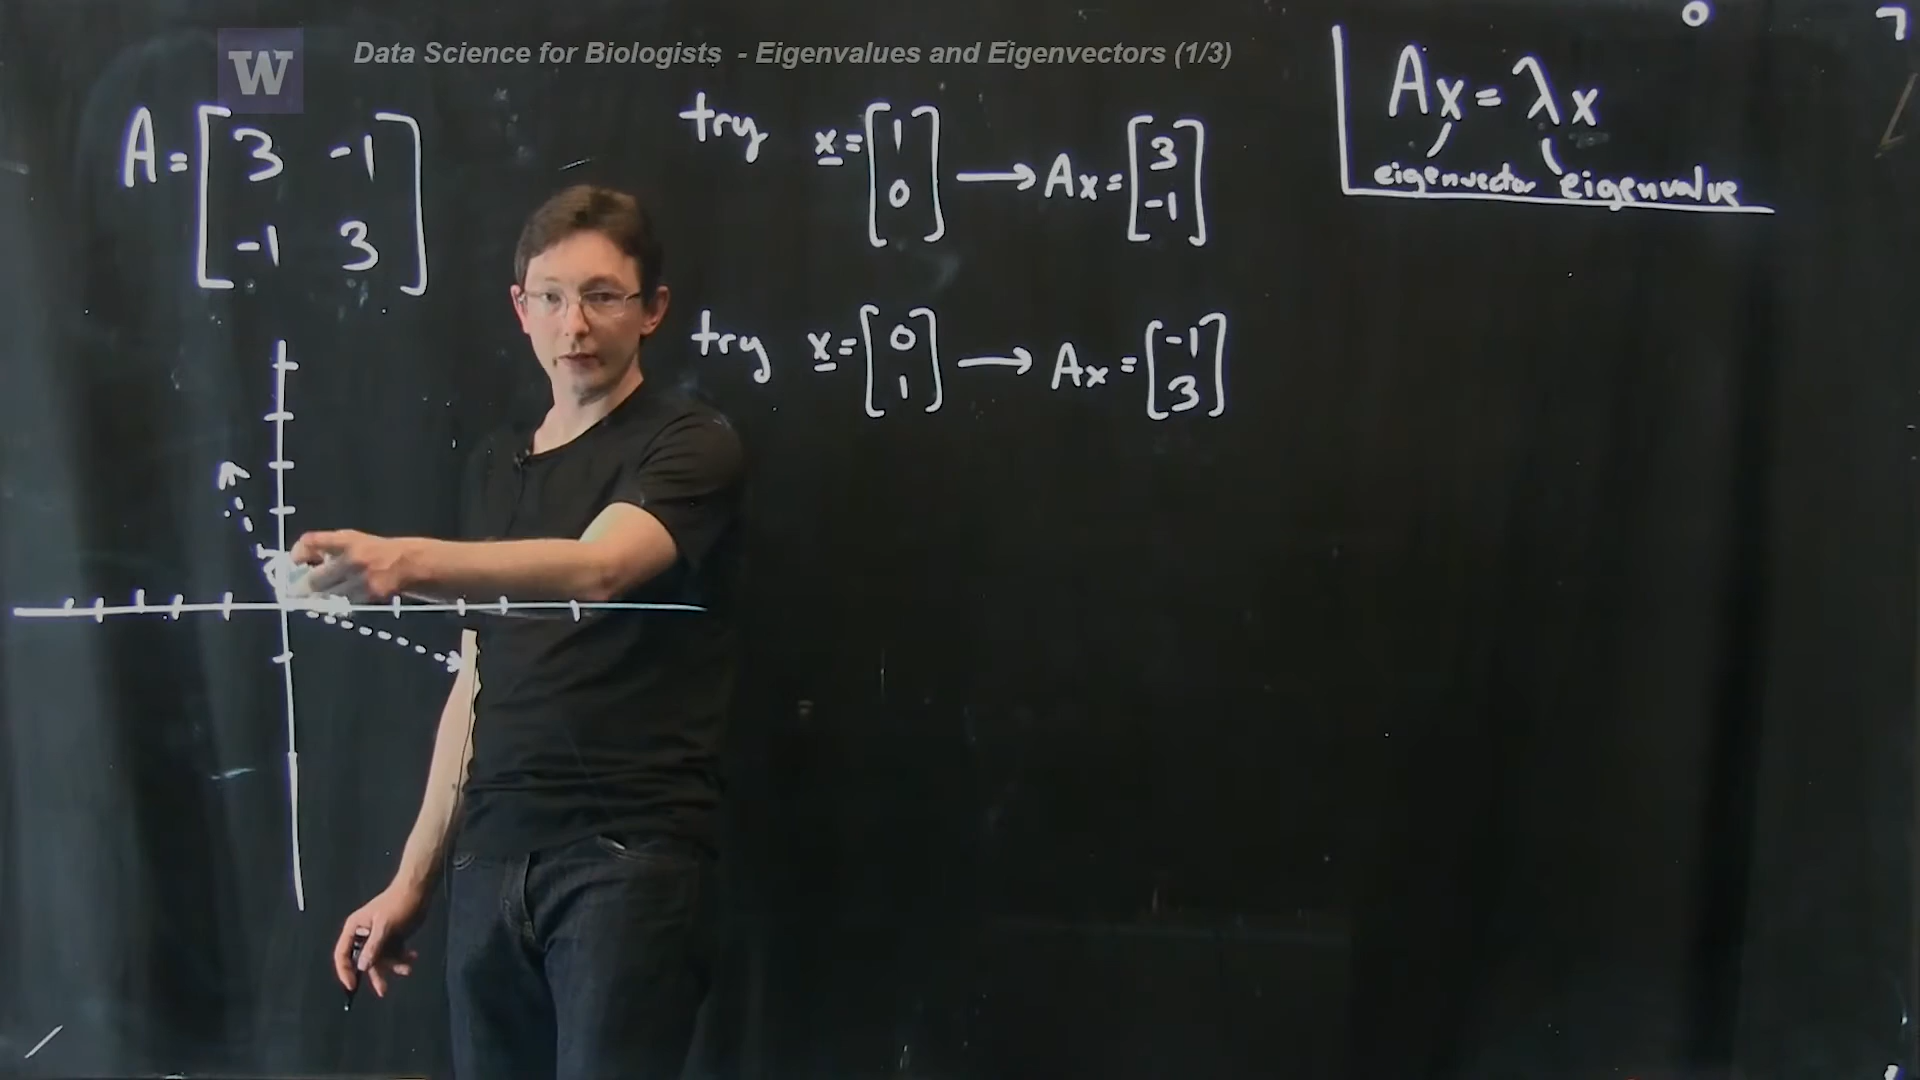 W
Data Science for Biologists - Eigenvalues and Eigenvectors (1/3)
A = [3 -1
-1 3]
try x = [1 0] → Ax = [3 -1]
try x = [0 1] → Ax = [-1 3]
Ax = λx
eigenvector eigenvalue